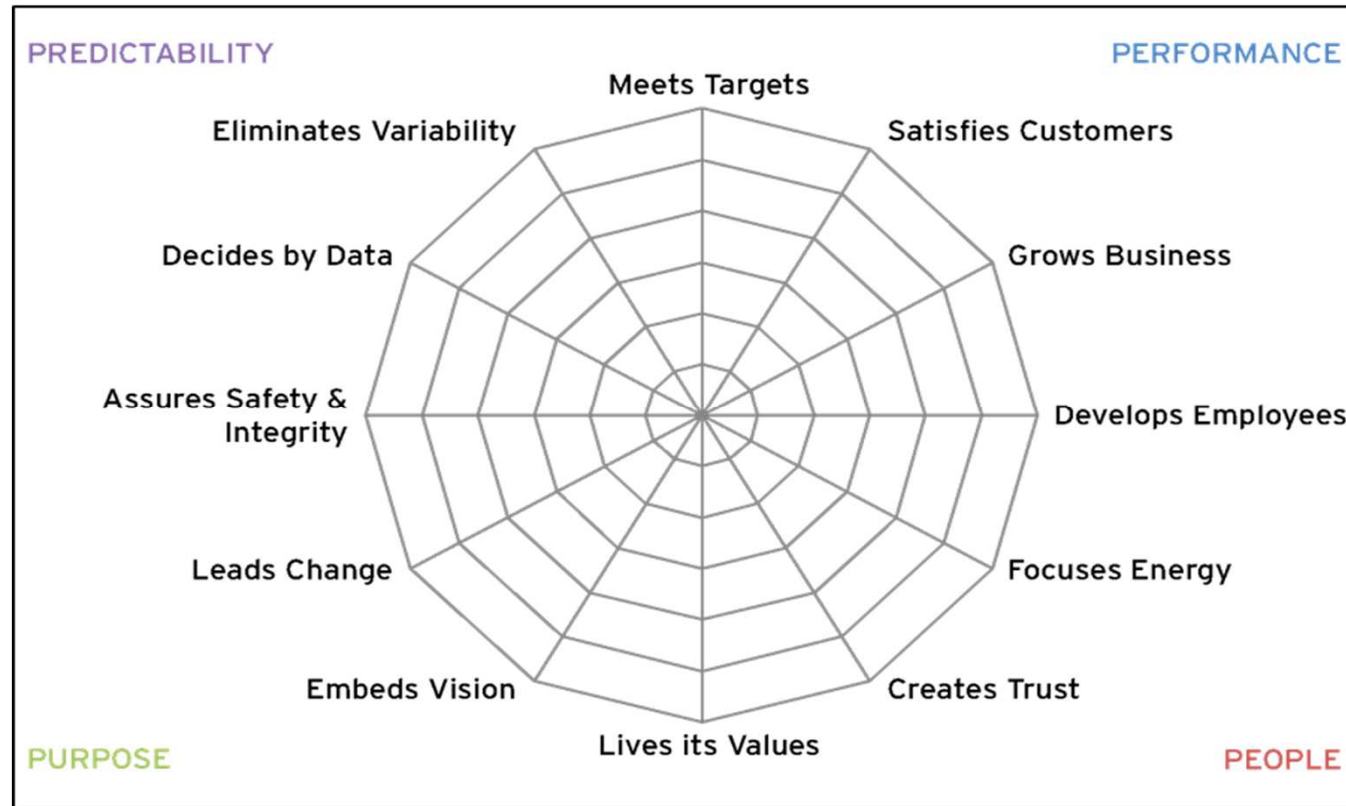 PREDICTABILITY
PERFORMANCE
Meets Targets
Eliminates Variability
Satisfies Customers
Decides by Data
Grows Business
Assures Safety &
Integrity
Develops Employees
Leads Change
Focuses Energy
Embeds Vision
Creates Trust
Lives its Values
PURPOSE
PEOPLE